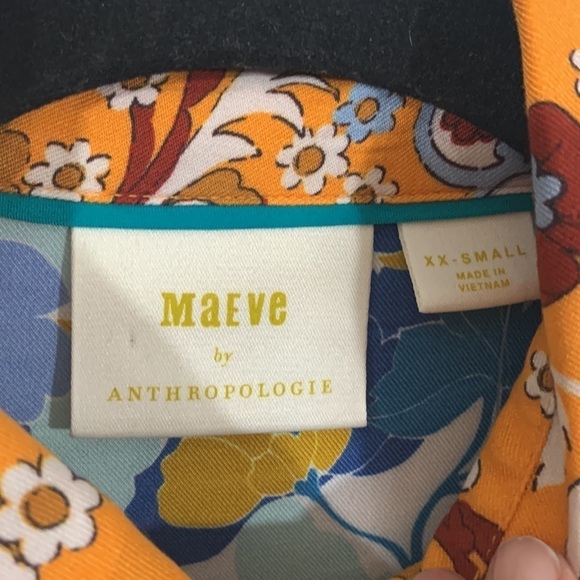 MaEve
by
ANTHROPOLOGIE
XX-SMALL
MADE IN
VIETNAM